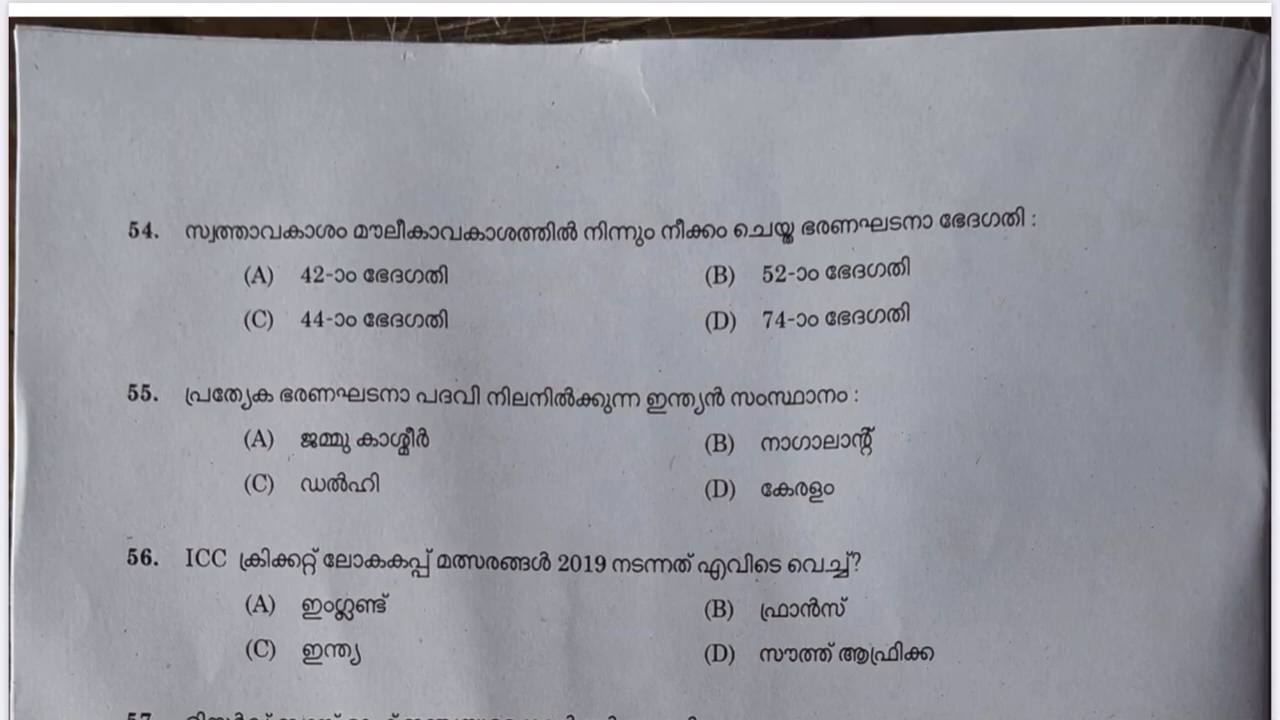 54. സ്വത്താവകാശം മൗലീകാവകാശത്തിൽ നിന്നും നീക്കം ചെയ്ത ഭരണഘടനാ ഭേദഗതി :
(A) 42-ാം ഭേദഗതി (B) 52-ാം ഭേദഗതി
(C) 44-ാം ഭേദഗതി (D) 74-ാം ഭേദഗതി
55. പ്രത്യേക ഭരണഘടനാ പദവി നിലനിൽക്കുന്ന ഇന്ത്യൻ സംസ്ഥാനം :
(A) ജമ്മു കാശ്മീർ (B) നാഗാലാന്റ്
(C) ഡൽഹി (D) കേരളം
56. ICC ക്രിക്കറ്റ് ലോകകപ്പ് മത്സരങ്ങൾ 2019 നടന്നത് എവിടെ വെച്ച്?
(A) ഇംഗ്ലണ്ട് (B) ഫ്രാൻസ്
(C) ഇന്ത്യ (D) സൗത്ത് ആഫ്രിക്ക
57.